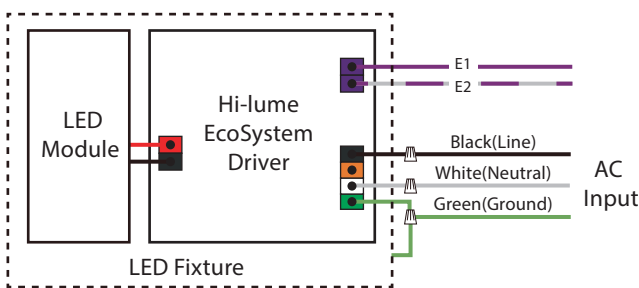 LED
Module
Hi-lume
EcoSystem
Driver
E1
E2
Black(Line)
White(Neutral)
Green(Ground)
AC
Input
LED Fixture